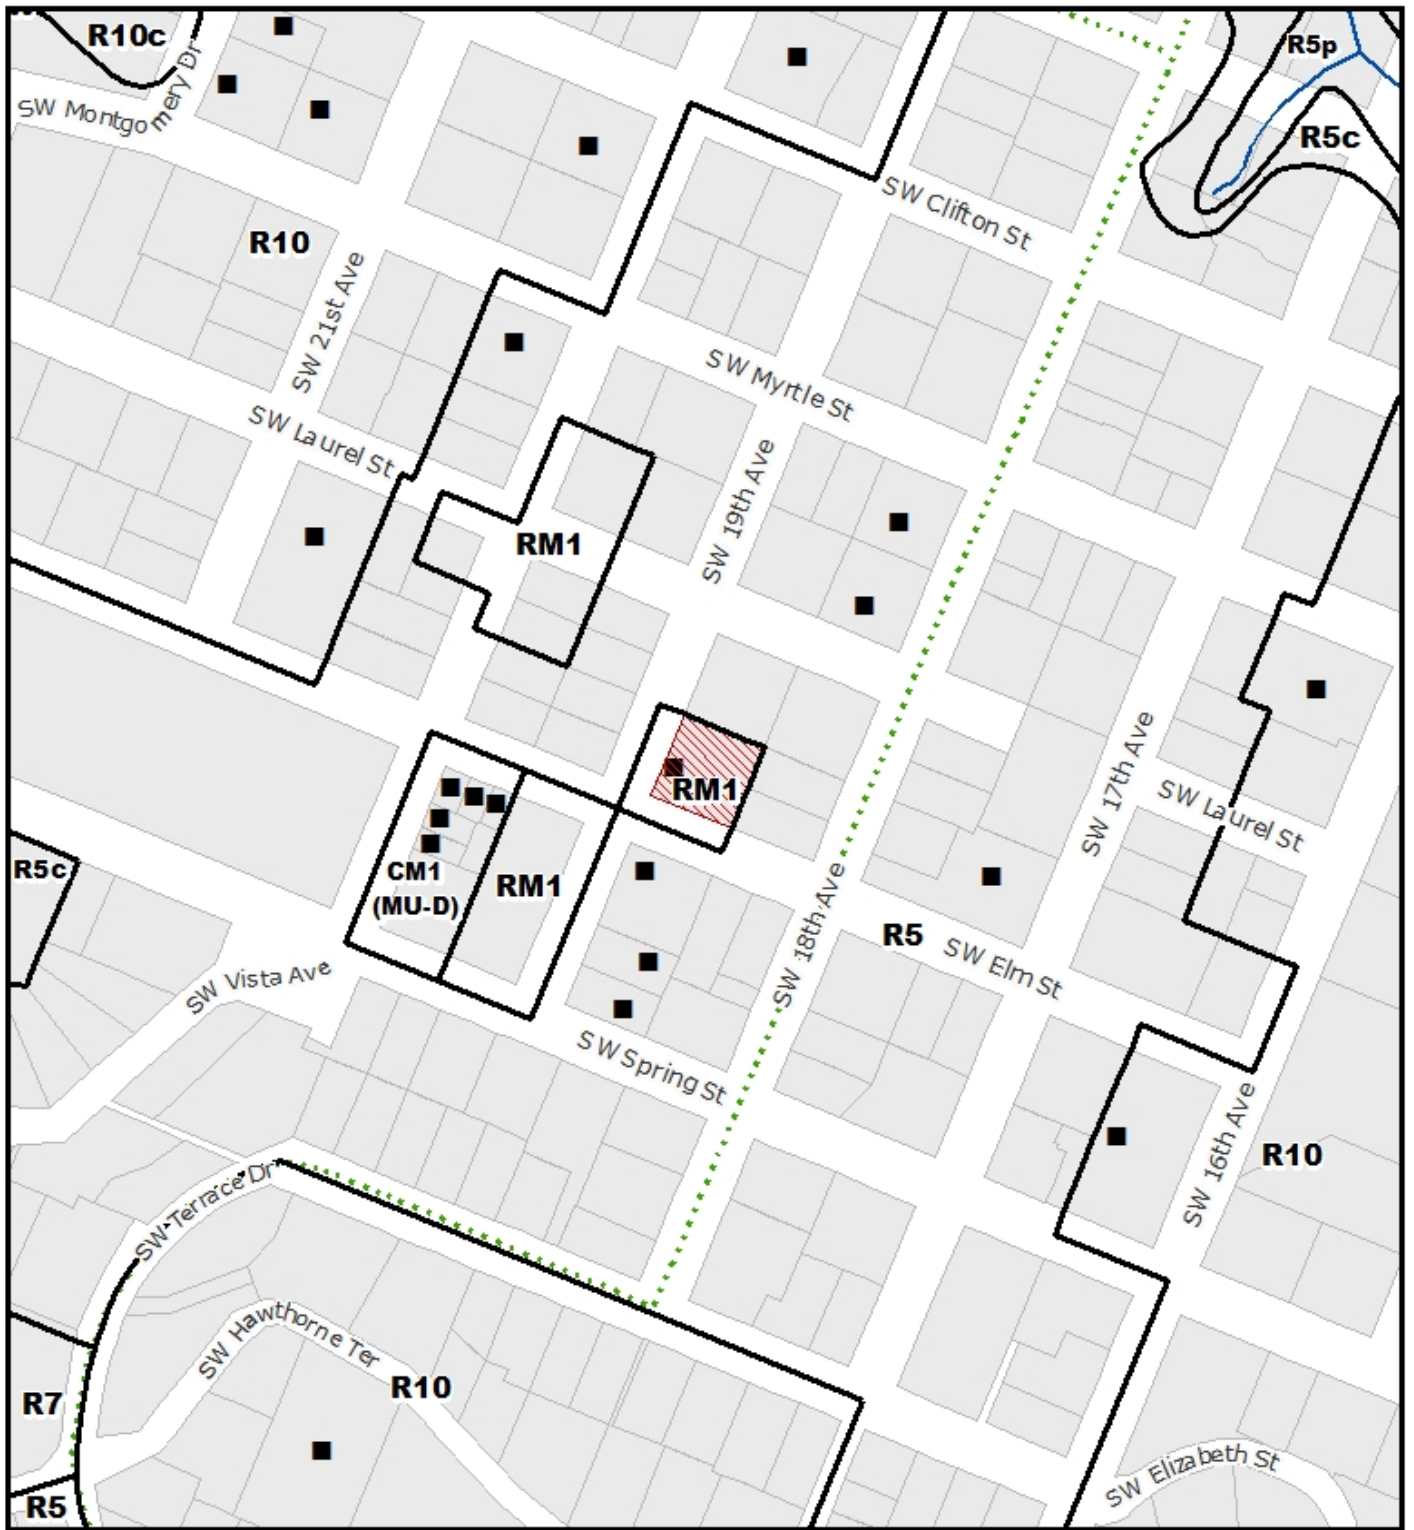 R10c
R5p
SW Montgomery Dr
R5c
SW Clifton St
R10
SW 21st Ave
SW Myrtle St
SW Laurel St
SW 19th Ave
RM1
SW 17th Ave
RM1
SW Laurel St
R5c
CM1
(MU-D)
RM1
SW 18th Ave
R5
SW Elm St
SW Vista Ave
SW Spring St
SW 16th Ave
R10
SW Terrace Dr
SW Hawthorne Ter
R10
R7
SW Elizabeth St
R5